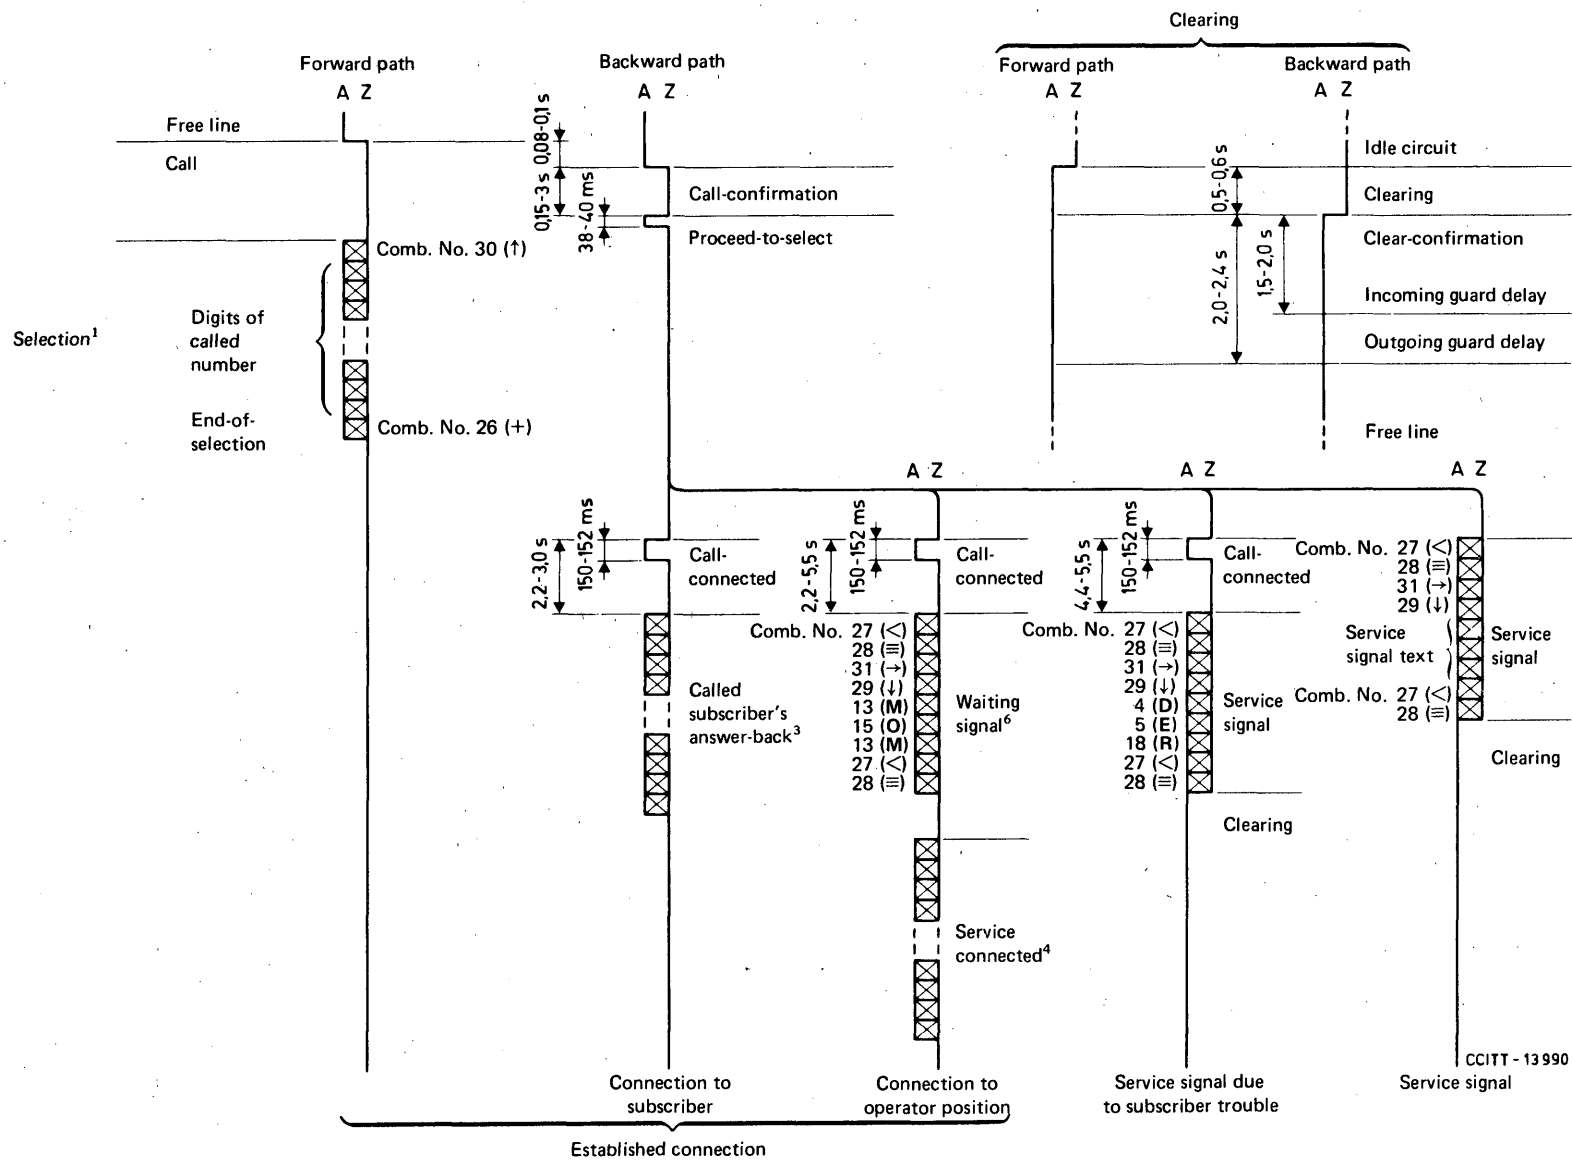 Clearing
Forward path
Backward path
Forward path
Backward path
A Z
A Z
A Z
A Z
Free line
0,08-0,1 s
Idle circuit
Call
0,15-3 s
38-40 ms
Call-confirmation
0,5-0,6 s
Clearing
Proceed-to-select
Clear-confirmation
Comb. No. 30 (↑)
2,0-2,4 s
1,5-2,0 s
Incoming guard delay
Selection¹
Digits of
called
number
Outgoing guard delay
End-of-
selection
Comb. No. 26 (+)
Free line
A Z
A Z
A Z
2,2-3,0 s
150-152 ms
Call-
connected
2,2-5,5 s
150-152 ms
Call-
connected
4,4-5,5 s
150-152 ms
Call-
connected
Comb. No. 27 (<)
28 (≡)
31 (→)
29 (↓)
Service
signal text
Service
signal
Comb. No. 27 (<)
28 (≡)
Clearing
Called
subscriber's
answer-back³
Comb. No. 27 (<)
28 (≡)
31 (→)
29 (↓)
13 (M)
15 (O)
13 (M)
27 (<)
28 (≡)
Waiting
signal⁶
Comb. No. 27 (<)
28 (≡)
31 (→)
29 (↓)
4 (D)
5 (E)
18 (R)
27 (<)
28 (≡)
Service
signal
Clearing
Service
connected⁴
CCITT - 13990
Connection to
subscriber
Connection to
operator position
Service signal due
to subscriber trouble
Service signal
Established connection